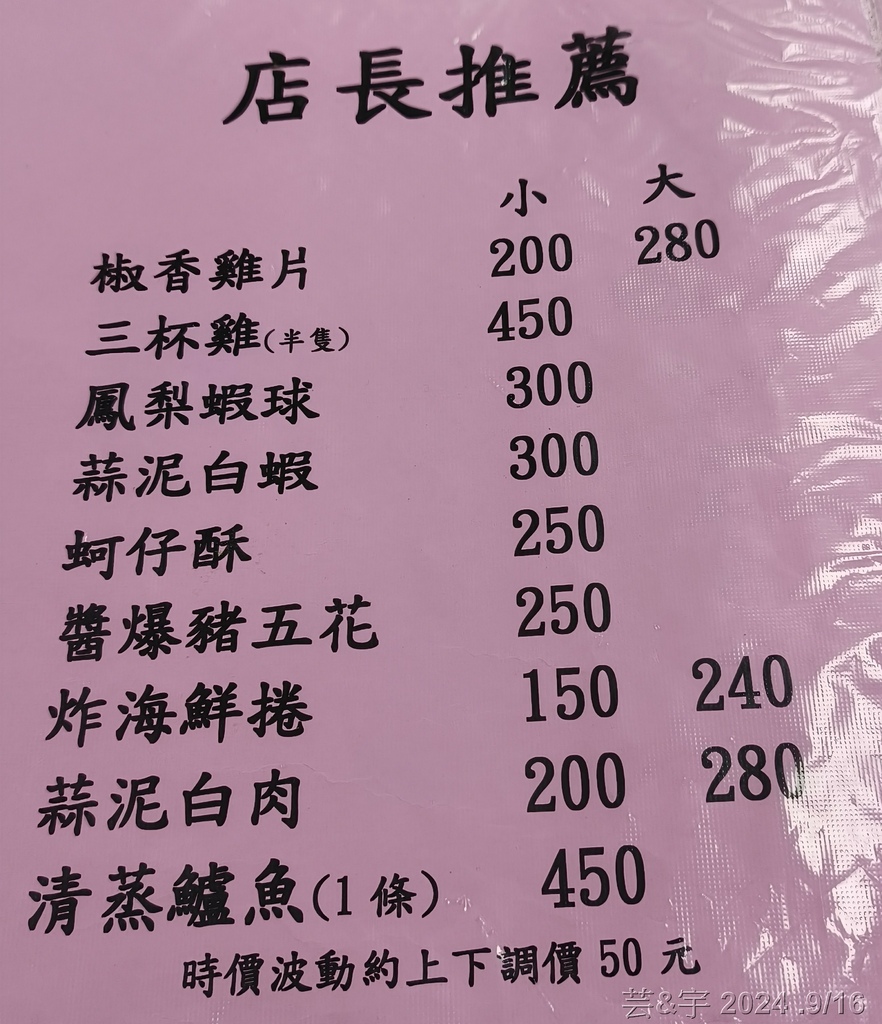 店長推薦
小 大
椒香雞片 200 280
三杯雞(半隻) 450
鳳梨蝦球 300
蒜泥白蝦 300
蚵仔酥 250
醬爆豬五花 250
炸海鮮捲 150 240
蒜泥白肉 200 280
清蒸鱸魚(1條) 450
時價波動約上下調價50元
芸&宇 2024 .9/16